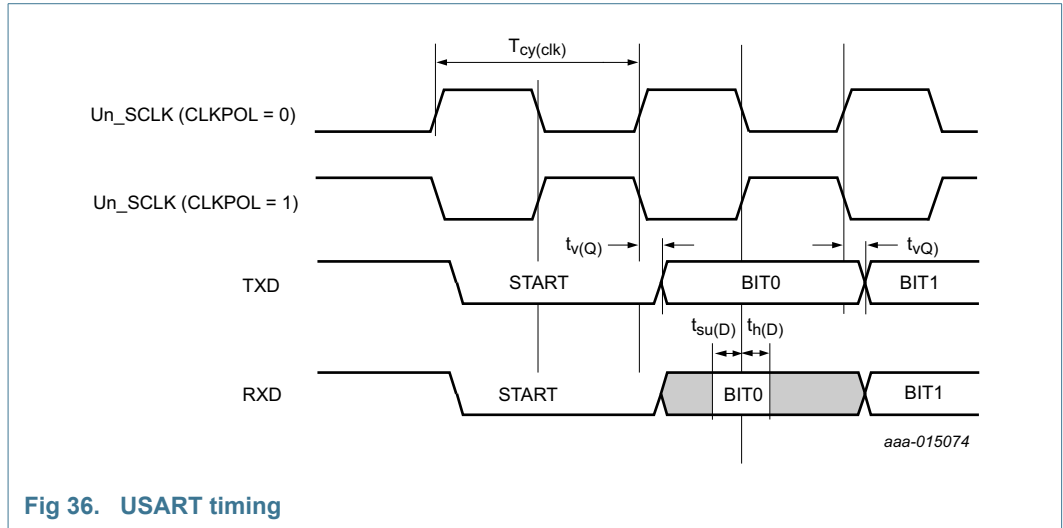 Tcy(clk)
Un_SCLK (CLKPOL = 0)
Un_SCLK (CLKPOL = 1)
tv(Q)
tvQ)
TXD
START
BIT0
BIT1
tsu(D) th(D)
RXD
START
BIT0
BIT1
aaa-015074
Fig 36. USART timing